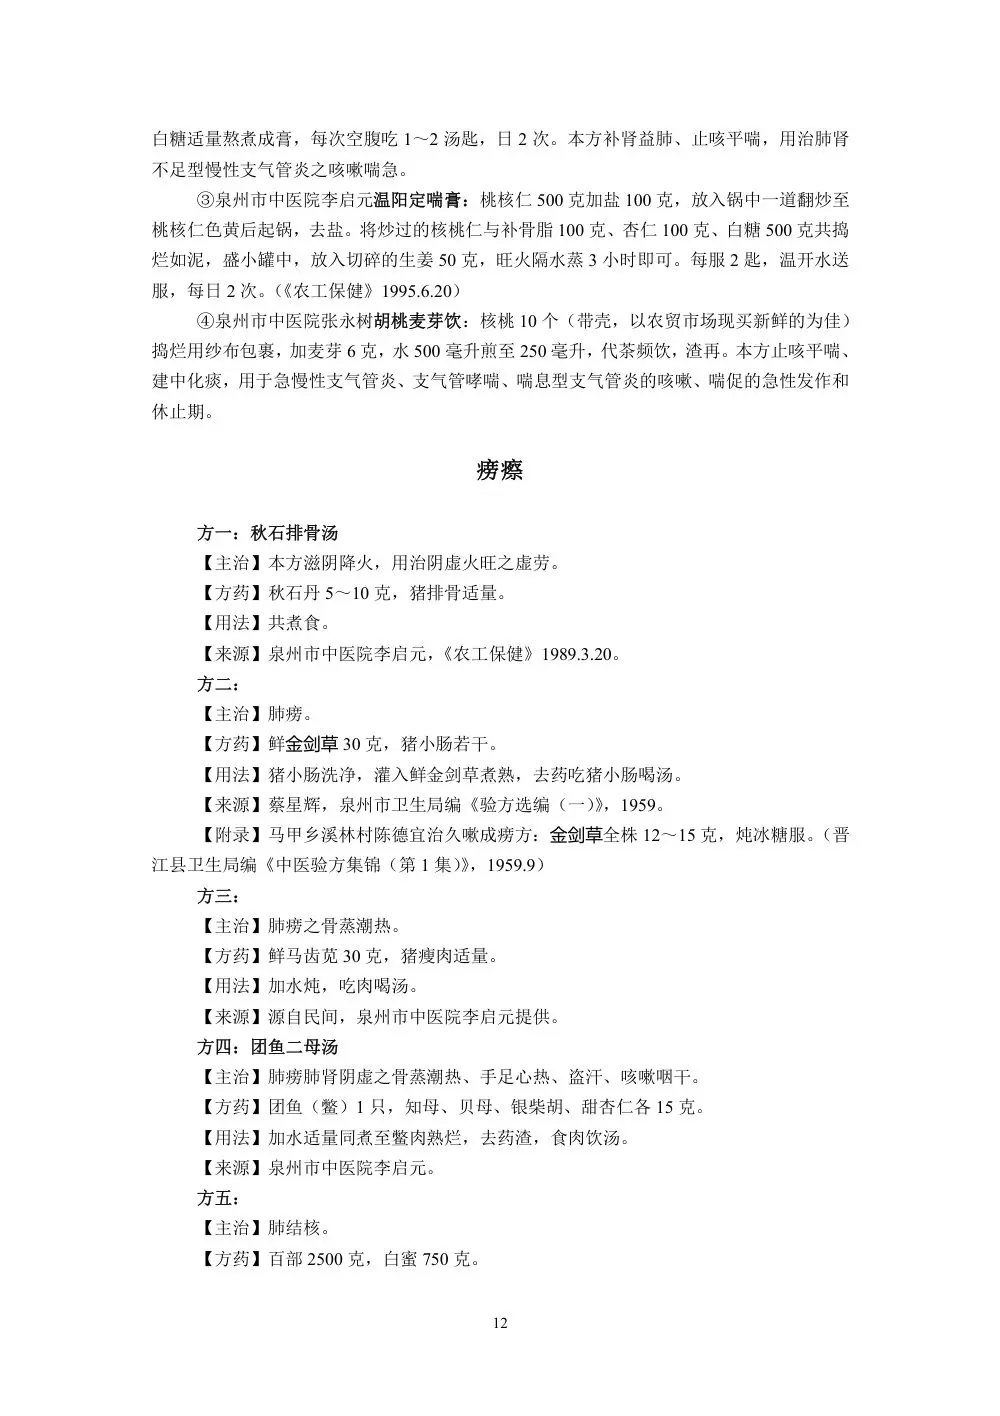 白糖适量熬煮成膏，每次空腹吃 1～2 汤匙，日 2 次。本方补肾益肺、止咳平喘，用治肺肾
不足型慢性支气管炎之咳嗽喘急。
③泉州市中医院李启元温阳定喘膏：桃核仁 500 克加盐 100 克，放入锅中一道翻炒至
桃核仁色黄后起锅，去盐。将炒过的核桃仁与补骨脂 100 克、杏仁 100 克、白糖 500 克共捣
烂如泥，盛小罐中，放入切碎的生姜 50 克，旺火隔水蒸 3 小时即可。每服 2 匙，温开水送
服，每日 2 次。（《农工保健》1995.6.20）
④泉州市中医院张永树胡桃麦芽饮：核桃 10 个（带壳，以农贸市场现买新鲜的为佳）
捣烂用纱布包裹，加麦芽 6 克，水 500 毫升煎至 250 毫升，代茶频饮，渣再。本方止咳平喘、
建中化痰，用于急慢性支气管炎、支气管哮喘、喘息型支气管炎的咳嗽、喘促的急性发作和
休止期。
痨瘵
方一：秋石排骨汤
【主治】本方滋阴降火，用治阴虚火旺之虚劳。
【方药】秋石丹 5～10 克，猪排骨适量。
【用法】共煮食。
【来源】泉州市中医院李启元，《农工保健》1989.3.20。
方二：
【主治】肺痨。
【方药】鲜金剑草 30 克，猪小肠若干。
【用法】猪小肠洗净，灌入鲜金剑草煮熟，去药吃猪小肠喝汤。
【来源】蔡星辉，泉州市卫生局编《验方选编（一）》，1959。
【附录】马甲乡溪林村陈德宜治久嗽成痨方：金剑草全株 12～15 克，炖冰糖服。（晋
江县卫生局编《中医验方集锦（第 1 集）》，1959.9）
方三：
【主治】肺痨之骨蒸潮热。
【方药】鲜马齿苋 30 克，猪瘦肉适量。
【用法】加水炖，吃肉喝汤。
【来源】源自民间，泉州市中医院李启元提供。
方四：团鱼二母汤
【主治】肺痨肺肾阴虚之骨蒸潮热、手足心热、盗汗、咳嗽咽干。
【方药】团鱼（鳖）1 只，知母、贝母、银柴胡、甜杏仁各 15 克。
【用法】加水适量同煮至鳖肉熟烂，去药渣，食肉饮汤。
【来源】泉州市中医院李启元。
方五：
【主治】肺结核。
【方药】百部 2500 克，白蜜 750 克。
12